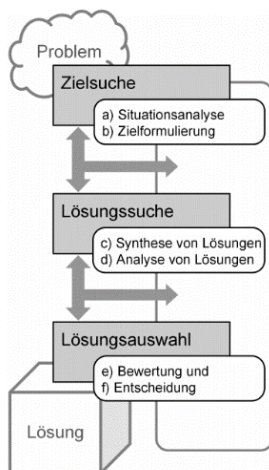 Problem
Zielsuche
a) Situationsanalyse
b) Zielformulierung
Lösungssuche
c) Synthese von Lösungen
d) Analyse von Lösungen
Lösungsauswahl
e) Bewertung und
f) Entscheidung
Lösung